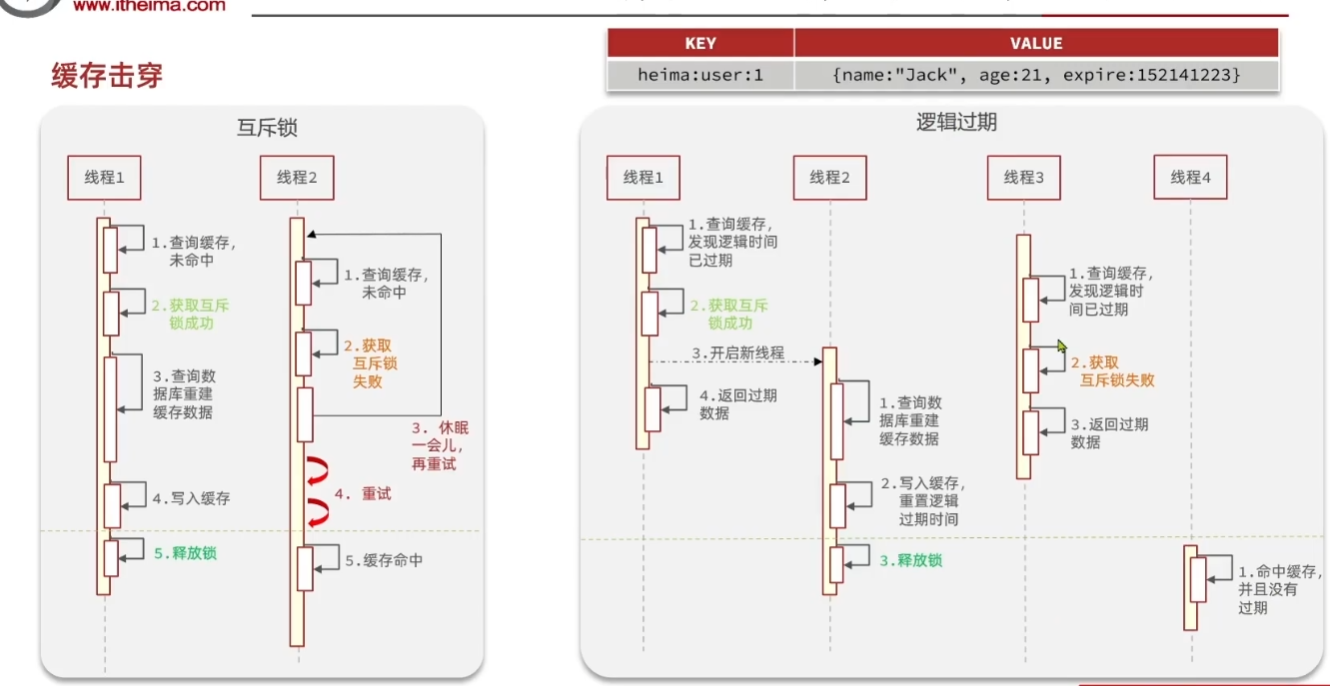 www.itheima.com
KEY VALUE
heima:user:1 {name:"Jack", age:21, expire:152141223}
缓存击穿
互斥锁
线程1 线程2
1.查询缓存，
未命中
2.获取互斥
锁成功
3.查询数
据库重建
缓存数据
4.写入缓存
5.释放锁
1.查询缓存，
未命中
2.获取
互斥锁
失败
3. 休眠
一会儿，
再重试
4. 重试
5.缓存命中
逻辑过期
线程1 线程2 线程3 线程4
1.查询缓存，
发现逻辑时间
已过期
2.获取互斥
锁成功
3.开启新线程
4.返回过期
数据
1.查询数
据库重建
缓存数据
2.写入缓存，
重置逻辑
过期时间
3.释放锁
1.查询缓存，
发现逻辑时
间已过期
2.获取
互斥锁失败
3.返回过期
数据
1.命中缓存，
并且没有
过期